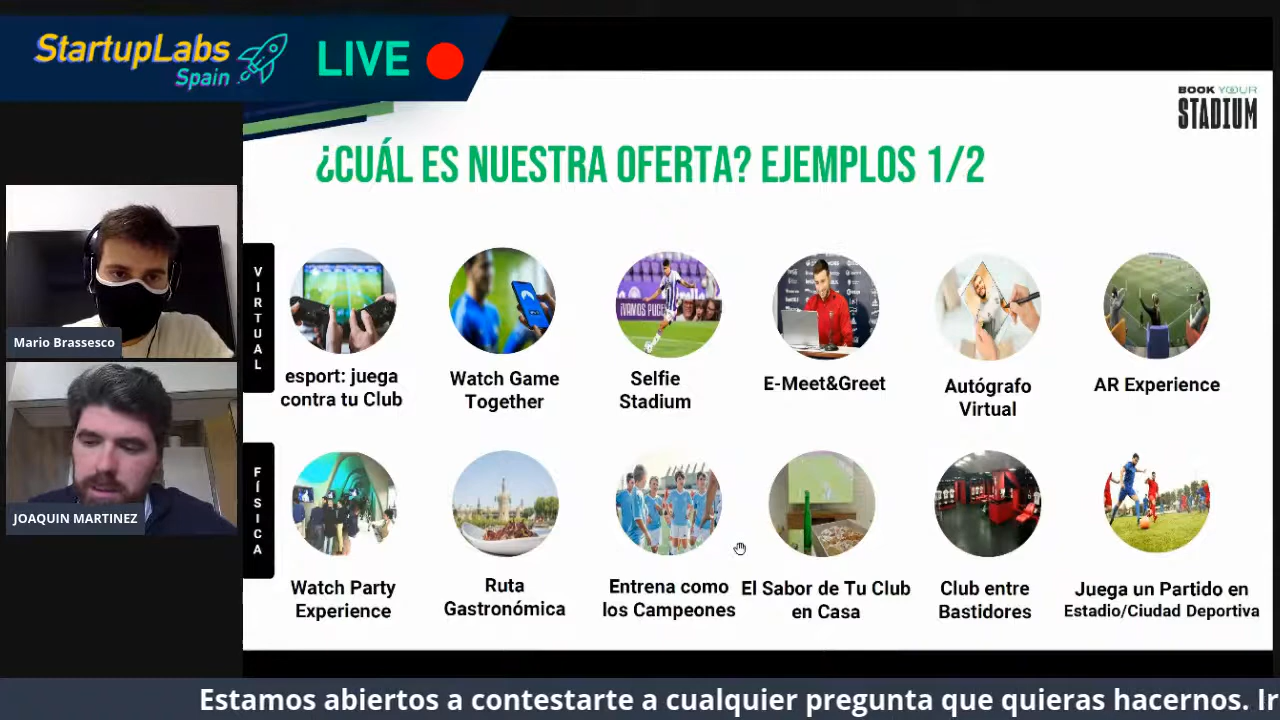 StartupLabs
Spain
LIVE
BOOK YOUR
STADIUM
¿CUÁL ES NUESTRA OFERTA? EJEMPLOS 1/2
VIRTUAL
esport: juega
contra tu Club
Watch Game
Together
Selfie
Stadium
E-Meet&Greet
Autógrafo
Virtual
AR Experience
FÍSICA
Watch Party
Experience
Ruta
Gastronómica
Entrena como
los Campeones
El Sabor de Tu Club
en Casa
Club entre
Bastidores
Juega un Partido en
Estadio/Ciudad Deportiva
Mario Brassesco
JOAQUIN MARTINEZ
¡VAMOS PUCE
Estamos abiertos a contestarte a cualquier pregunta que quieras hacernos. Ir